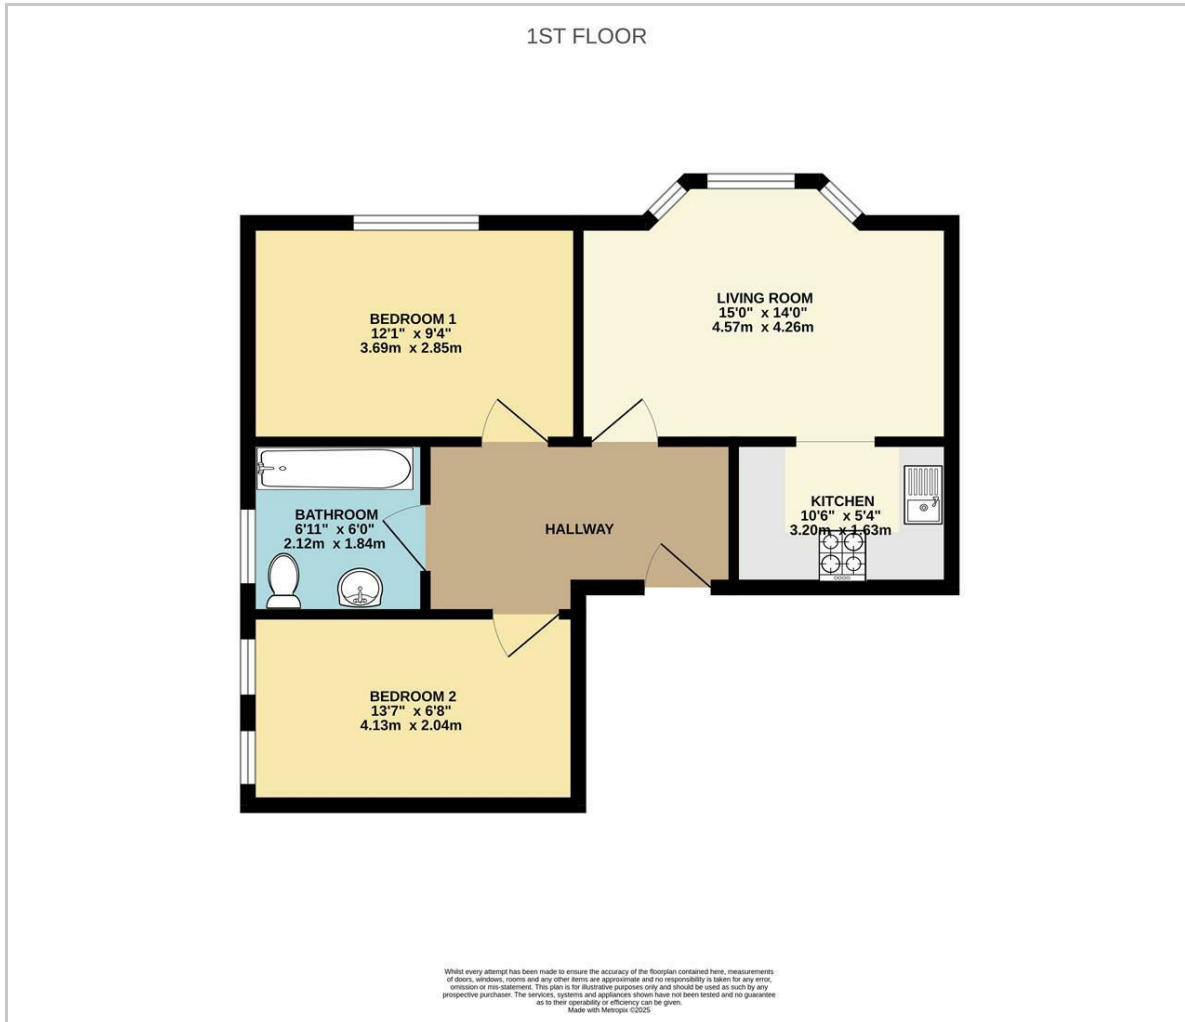 1ST FLOOR
LIVING ROOM
15'0" x 14'0"
4.57m x 4.26m
BEDROOM 1
12'1" x 9'4"
3.69m x 2.85m
KITCHEN
10'6" x 5'4"
3.20m x 1.63m
BATHROOM
6'11" x 6'0"
2.12m x 1.84m
HALLWAY
BEDROOM 2
13'7" x 6'8"
4.13m x 2.04m
Whilst every attempt has been made to ensure the accuracy of the floorplan contained here, measurements
of doors, windows, rooms and any other items are approximate and no responsibility is taken for any error,
omission or mis-statement. This plan is for illustrative purposes only and should be used as such by any
prospective purchaser. The services, systems and appliances shown have not been tested and no guarantee
as to their operability or efficiency can be given.
Made with Metropix ©2025